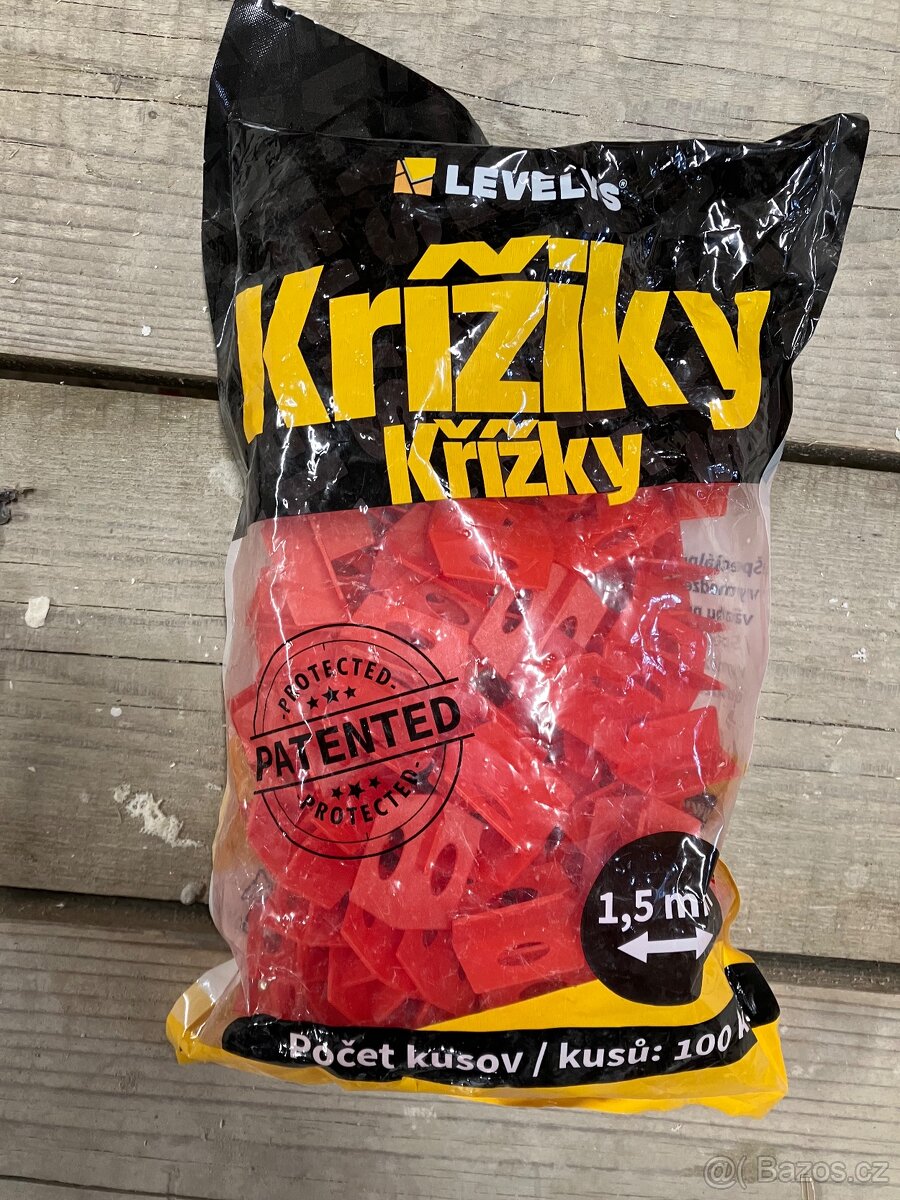 LEVELYS®
Krížiky
Křížky
PROTECTED
PATENTED
PROTECTED
1,5 m
Počet kusov / kusů: 100 k
@( Bazos.cz